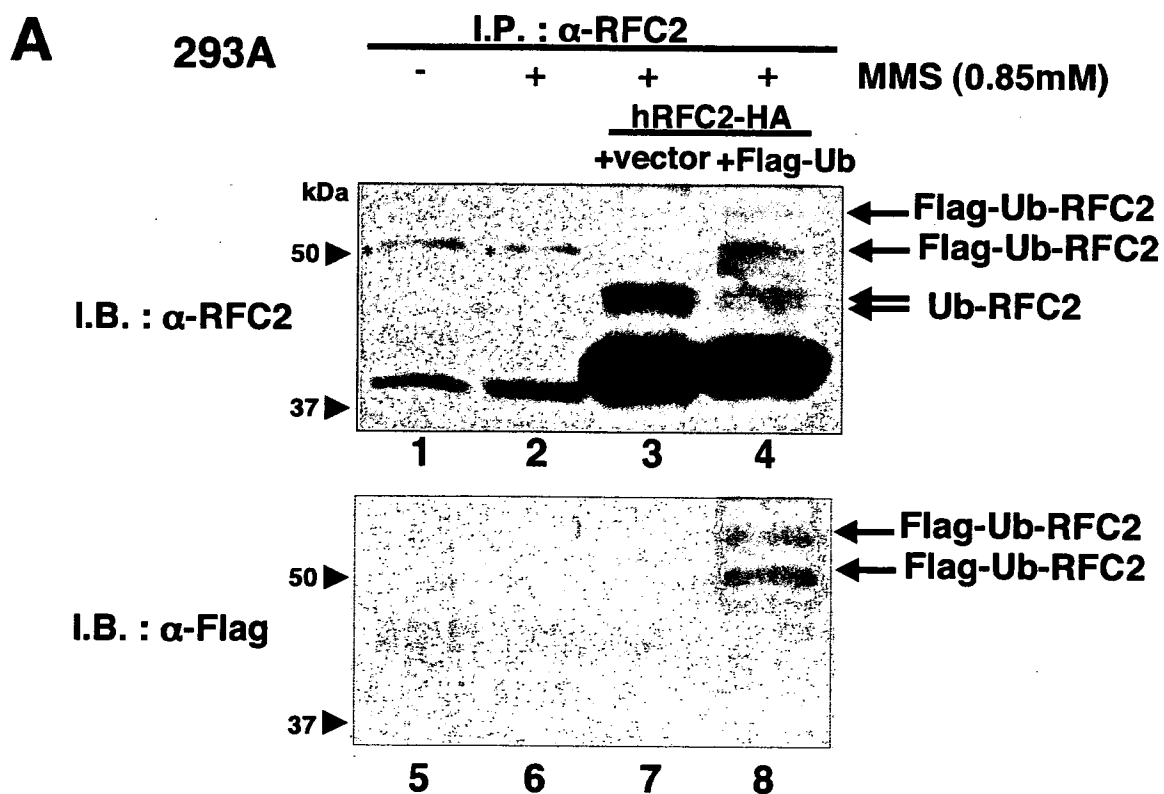 A
293A
I.P. : α-RFC2
- + + + MMS (0.85mM)
hRFC2-HA
+vector +Flag-Ub
kDa
Flag-Ub-RFC2
* * 50 Flag-Ub-RFC2
Ub-RFC2
I.B. : α-RFC2
37
1 2 3 4
Flag-Ub-RFC2
50 Flag-Ub-RFC2
I.B. : α-Flag
37
5 6 7 8